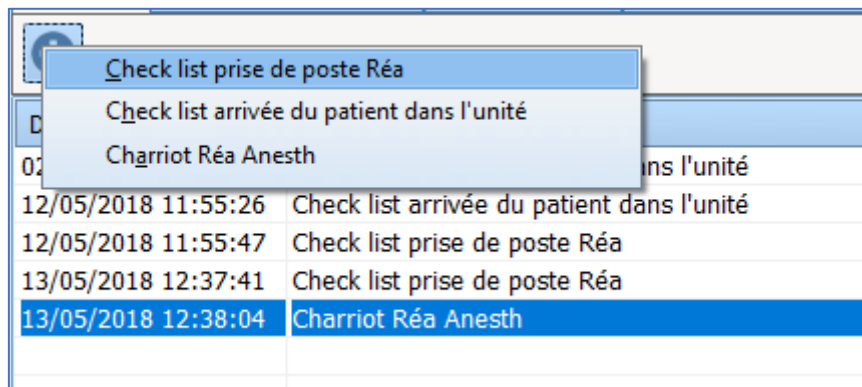 Check list prise de poste Réa
Check list arrivée du patient dans l'unité
Charriot Réa Anesth
D
02 ns l'unité
12/05/2018 11:55:26 Check list arrivée du patient dans l'unité
12/05/2018 11:55:47 Check list prise de poste Réa
13/05/2018 12:37:41 Check list prise de poste Réa
13/05/2018 12:38:04 Charriot Réa Anesth